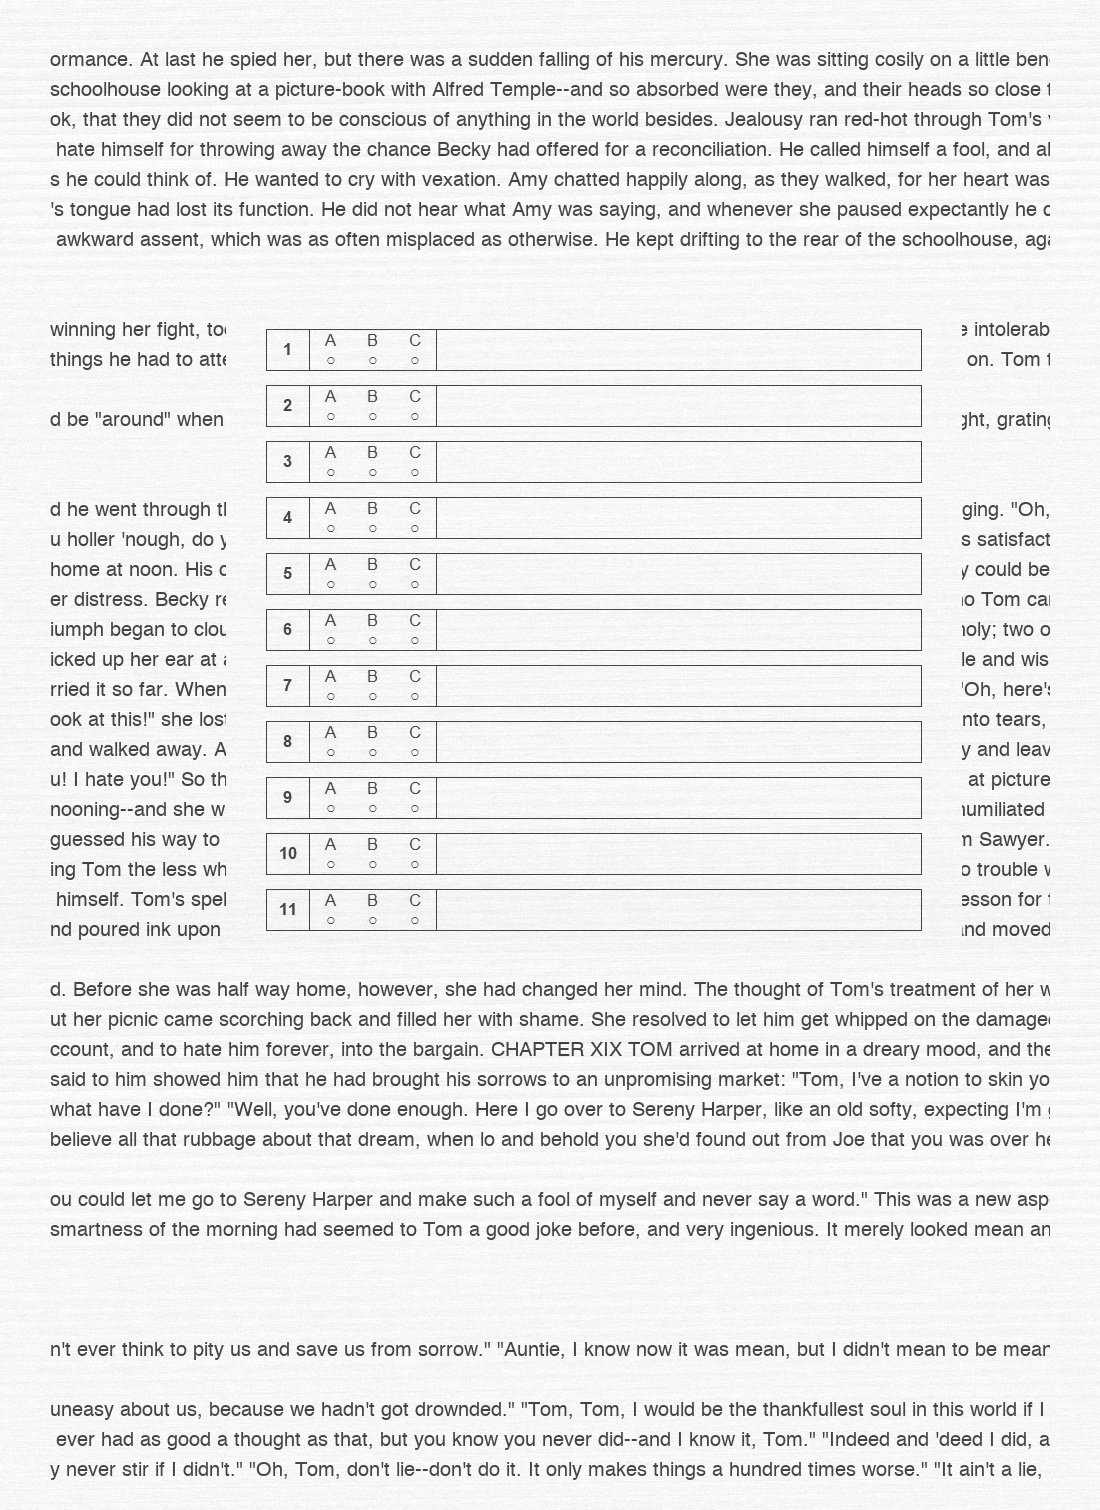 ormance. At last he spied her, but there was a sudden falling of his mercury. She was sitting cosily on a little ben
schoolhouse looking at a picture-book with Alfred Temple--and so absorbed were they, and their heads so close
ok, that they did not seem to be conscious of anything in the world besides. Jealousy ran red-hot through Tom's
hate himself for throwing away the chance Becky had offered for a reconciliation. He called himself a fool, and
s he could think of. He wanted to cry with vexation. Amy chatted happily along, as they walked, for her heart was
's tongue had lost its function. He did not hear what Amy was saying, and whenever she paused expectantly he
awkward assent, which was as often misplaced as otherwise. He kept drifting to the rear of the schoolhouse, aga
winning her fight, intolerab
things he had to on. Tom
d be "around" when ght, grating
d he went through ging. "Oh,
u holler 'nough, do s satisfact
home at noon. His could be
er distress. Becky Tom
iumph began to oly; two
icked up her ear at le and wis
rried it so far. When "Oh, here's
ook at this!" she nto tears,
and walked away. and
u! I hate you!" So at picture
nooning--and she umiliated
guessed his way to Sawyer.
ing Tom the less trouble
himself. Tom's esson for
nd poured ink upon and moved
1 A B C
2 A B C
3 A B C
4 A B C
5 A B C
6 A B C
7 A B C
8 A B C
9 A B C
10 A B C
11 A B C
d. Before she was half way home, however, she had changed her mind. The thought of Tom's treatment of her
ut her picnic came scorching back and filled her with shame. She resolved to let him get whipped on the damage
ccount, and to hate him forever, into the bargain. CHAPTER XIX TOM arrived at home in a dreary mood, and the
said to him showed him that he had brought his sorrows to an unpromising market: "Tom, I've a notion to skin yo
what have I done?" "Well, you've done enough. Here I go over to Sereny Harper, like an old softy, expecting I'm
believe all that rubbage about that dream, when lo and behold you she'd found out from Joe that you was over he
ou could let me go to Sereny Harper and make such a fool of myself and never say a word." This was a new asp
smartness of the morning had seemed to Tom a good joke before, and very ingenious. It merely looked mean an
n't ever think to pity us and save us from sorrow." "Auntie, I know now it was mean, but I didn't mean to be mean
uneasy about us, because we hadn't got drownded." "Tom, Tom, I would be the thankfullest soul in this world if I
ever had as good a thought as that, but you know you never did--and I know it, Tom." "Indeed and 'deed I did, a
y never stir if I didn't." "Oh, Tom, don't lie--don't do it. It only makes things a hundred times worse." "It ain't a lie,